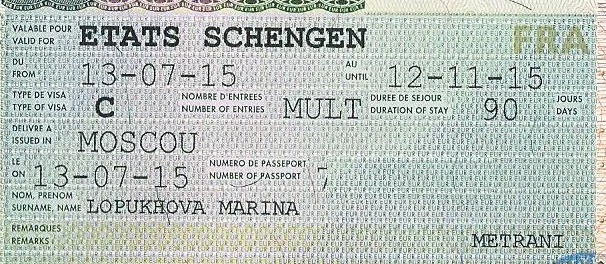 VALABLE POUR
VALID FOR ETATS SCHENGEN FRA
DU AU
FROM 13-07-15 UNTIL 12-11-15
TYPE DE VISA NOMBRE D'ENTREES DUREE DE SEJOUR JOURS
TYPE OF VISA C NUMBER OF ENTRIES MULT DURATION OF STAY 90 DAYS
DELIVRE A
ISSUED IN MOSCOU
LE NUMERO DE PASSEPORT
ON 13-07-15 NUMBER OF PASSPORT
NOM, PRENOM
SURNAME, NAME LOPUKHOVA MARINA
REMARQUES
REMARKS METRANI